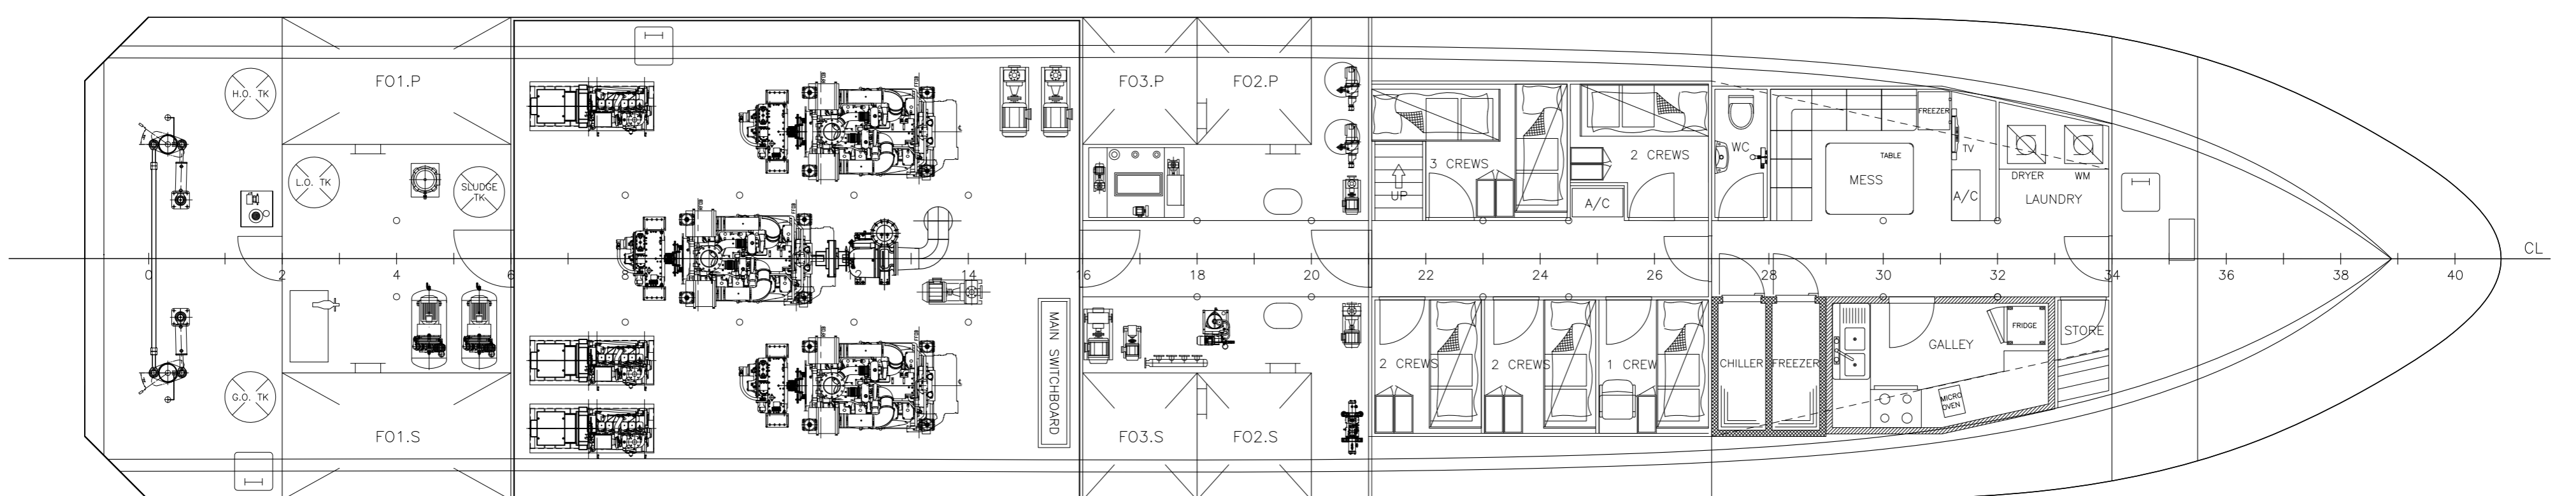 FO1.P
FO3.P
FO2.P
H.O. TK
FREEZER
L.O. TK
SLUDGE
TK
3 CREWS
2 CREWS
WC
TABLE
TV
MESS
DRYER
WM
UP
A/C
A/C
LAUNDRY
CL
0
2
4
6
8
12
14
16
18
20
22
24
26
28
30
32
34
36
38
40
MAIN SWITCHBOARD
FRIDGE
STORE
GALLEY
2 CREWS
2 CREWS
1 CREW
CHILLER
FREEZER
G.O. TK
MICRO
OVEN
FO1.S
FO3.S
FO2.S